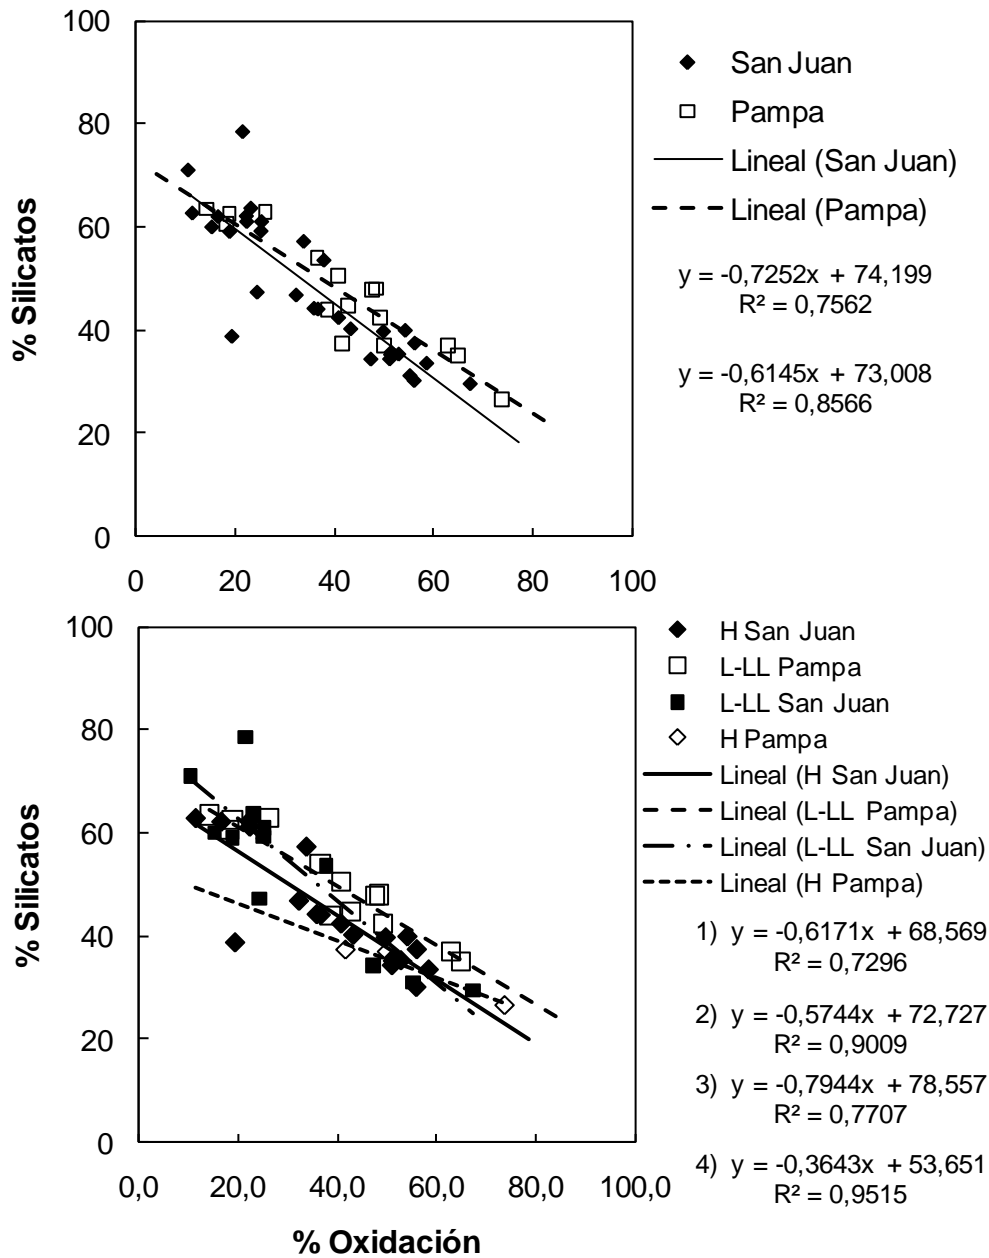 100
80
60
40
20
0
% Silicatos
0 20 40 60 80 100
San Juan
Pampa
Lineal (San Juan)
Lineal (Pampa)
y = -0,7252x + 74,199
R² = 0,7562
y = -0,6145x + 73,008
R² = 0,8566
100
80
60
40
20
0
% Silicatos
0,0 20,0 40,0 60,0 80,0 100,0
% Oxidación
H San Juan
L-LL Pampa
L-LL San Juan
H Pampa
Lineal (H San Juan)
Lineal (L-LL Pampa)
Lineal (L-LL San Juan)
Lineal (H Pampa)
1) y = -0,6171x + 68,569
R² = 0,7296
2) y = -0,5744x + 72,727
R² = 0,9009
3) y = -0,7944x + 78,557
R² = 0,7707
4) y = -0,3643x + 53,651
R² = 0,9515